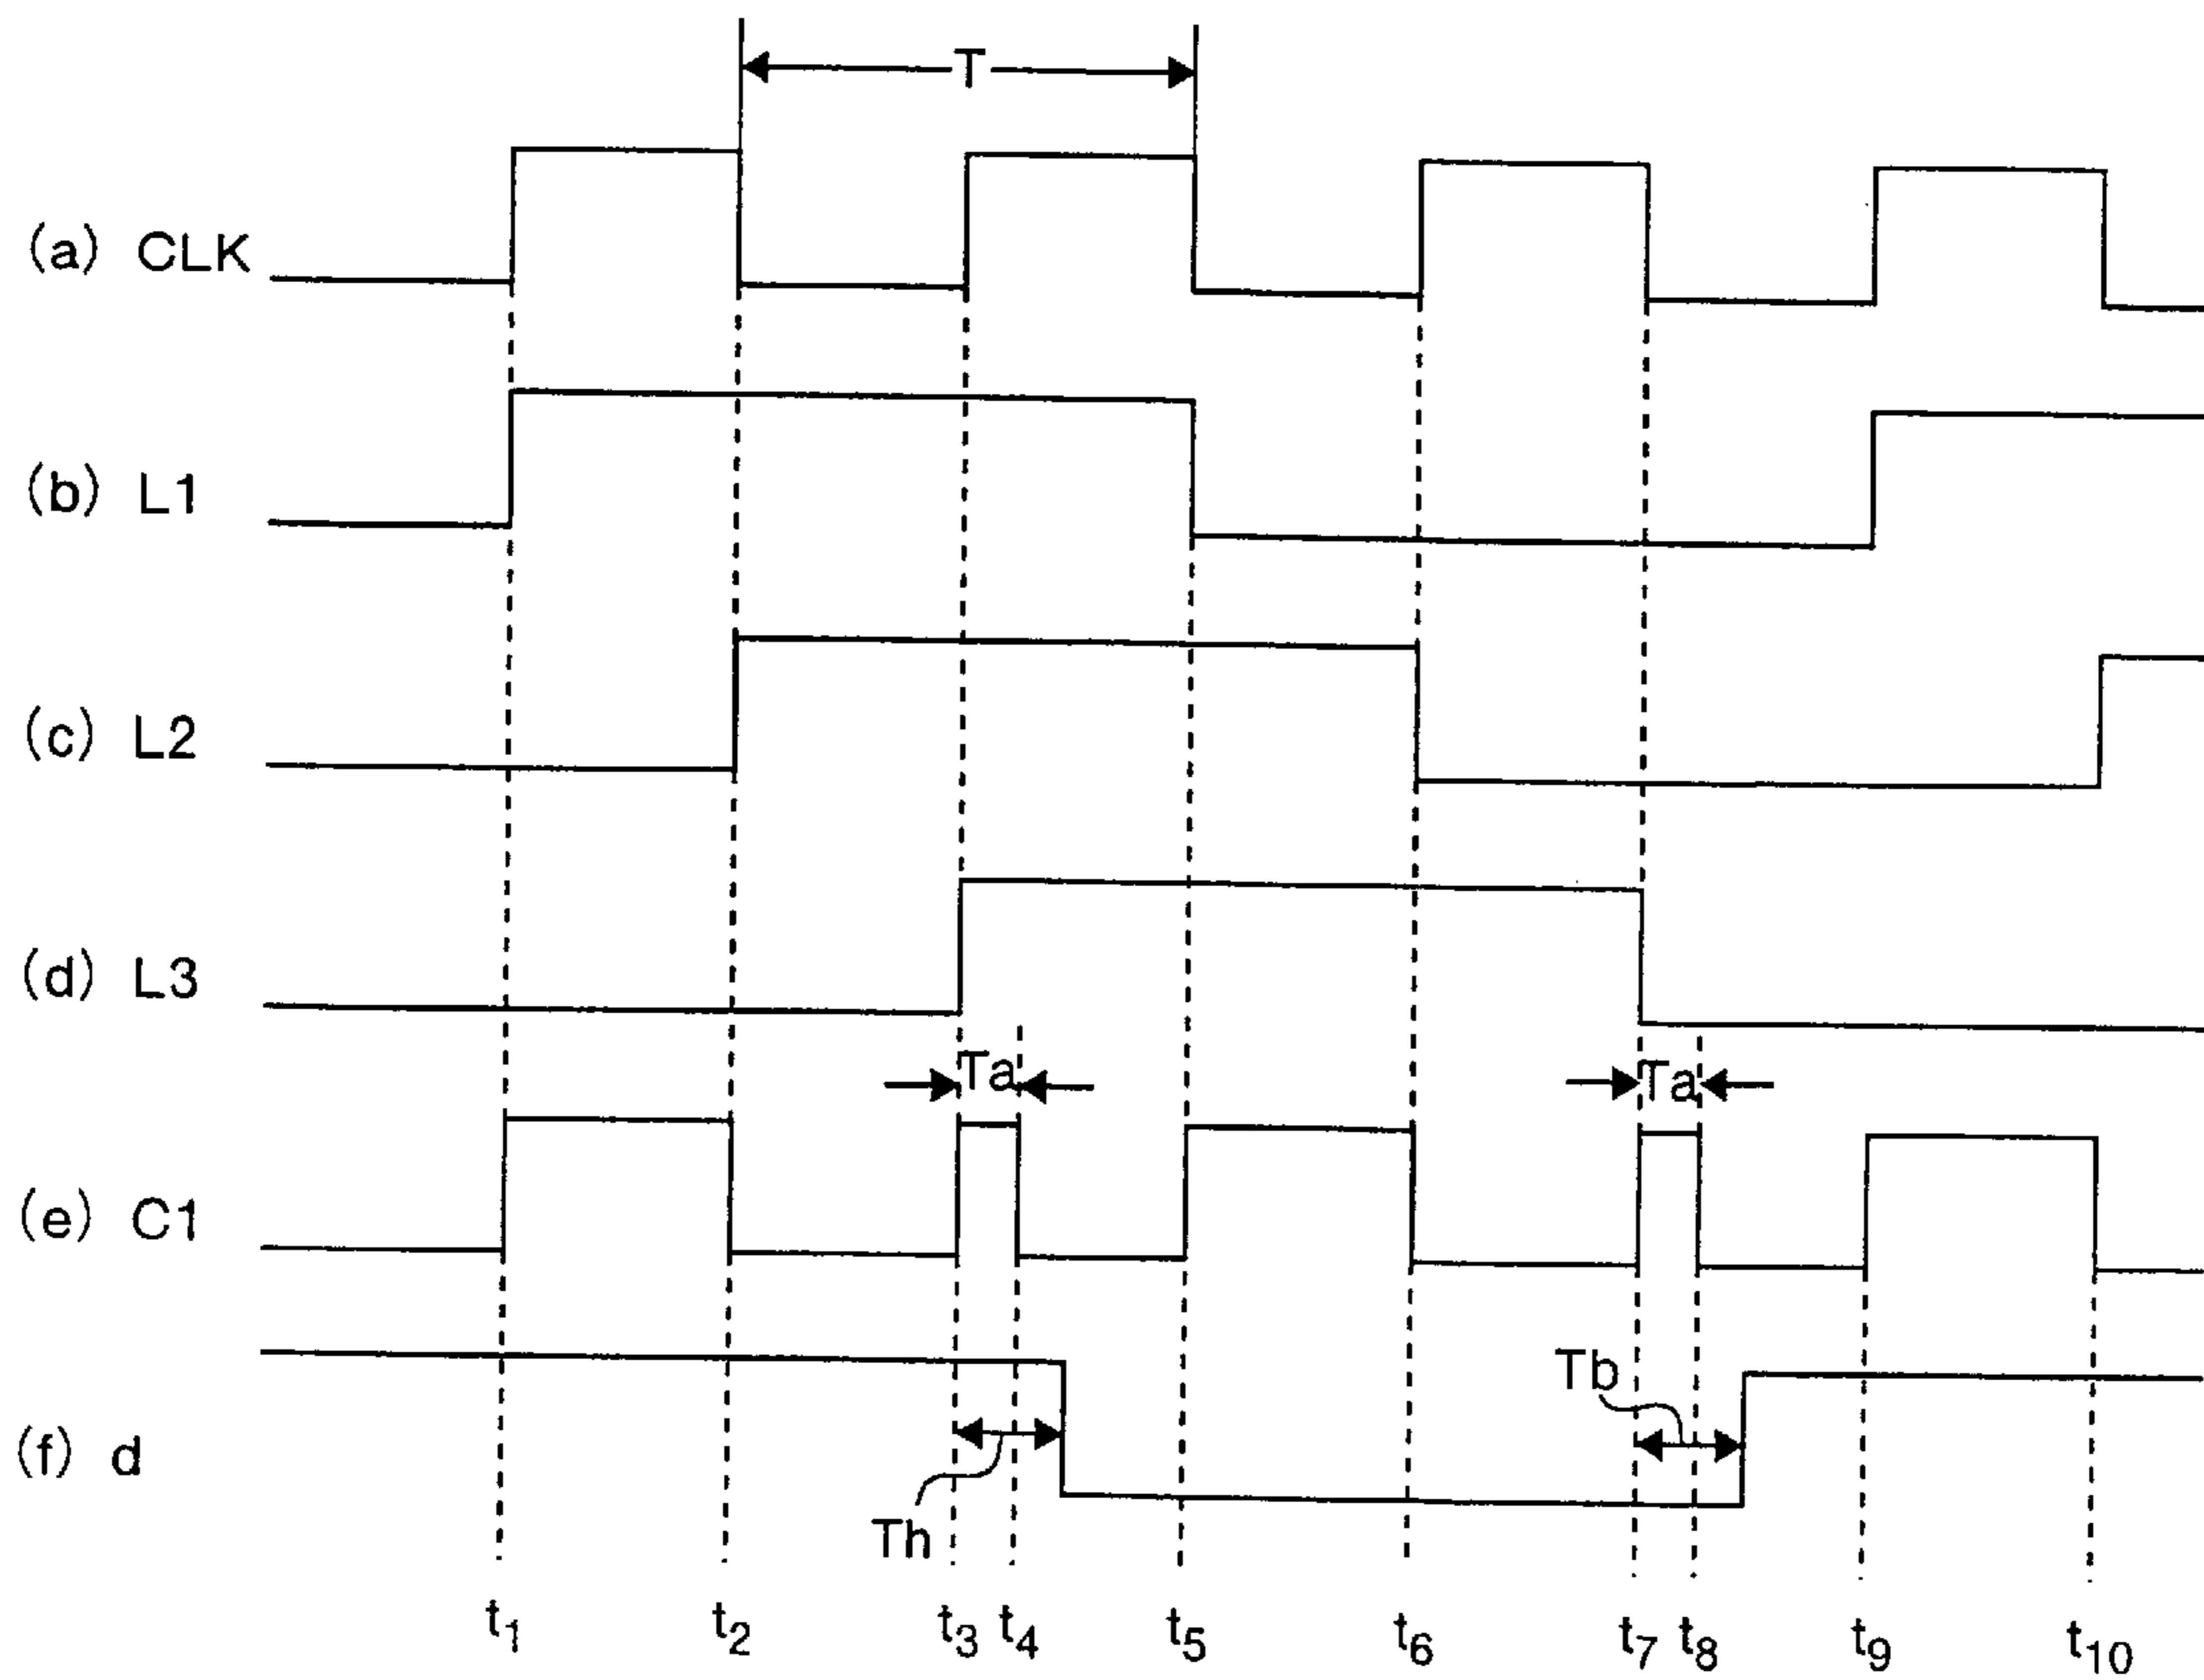 T
(a) CLK
(b) L1
(c) L2
(d) L3
Ta Ta
(e) C1
Tb
(f) d
Th
t1 t2 t3 t4 t5 t6 t7 t8 t9 t10